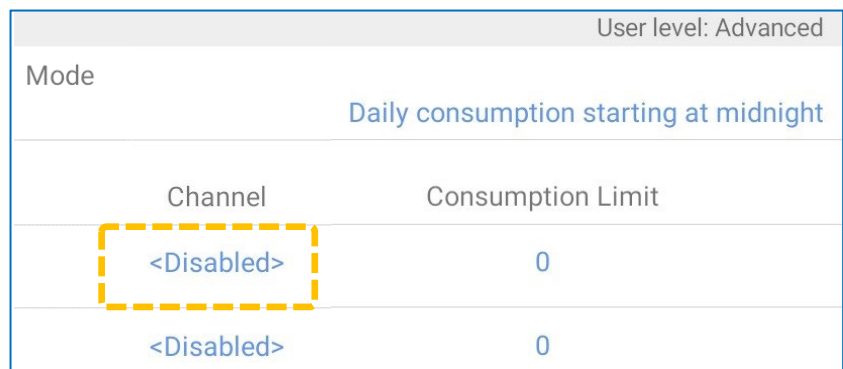 User level: Advanced
Mode
Daily consumption starting at midnight
Channel Consumption Limit
<Disabled> 0
<Disabled> 0